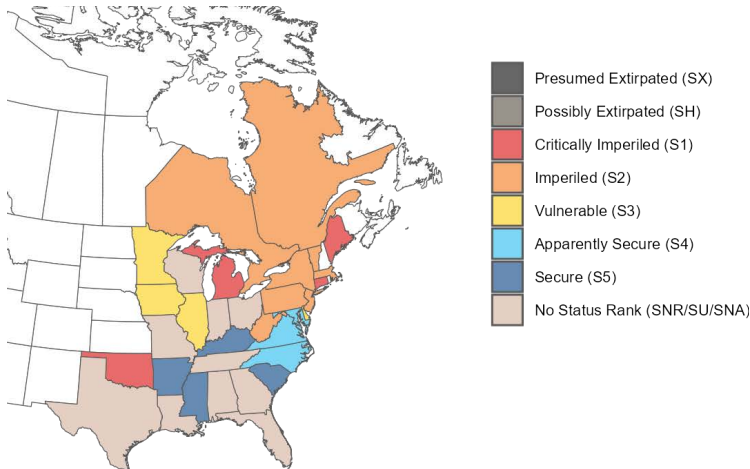 Presumed Extirpated (SX)
Possibly Extirpated (SH)
Critically Imperiled (S1)
Imperiled (S2)
Vulnerable (S3)
Apparently Secure (S4)
Secure (S5)
No Status Rank (SNR/SU/SNA)